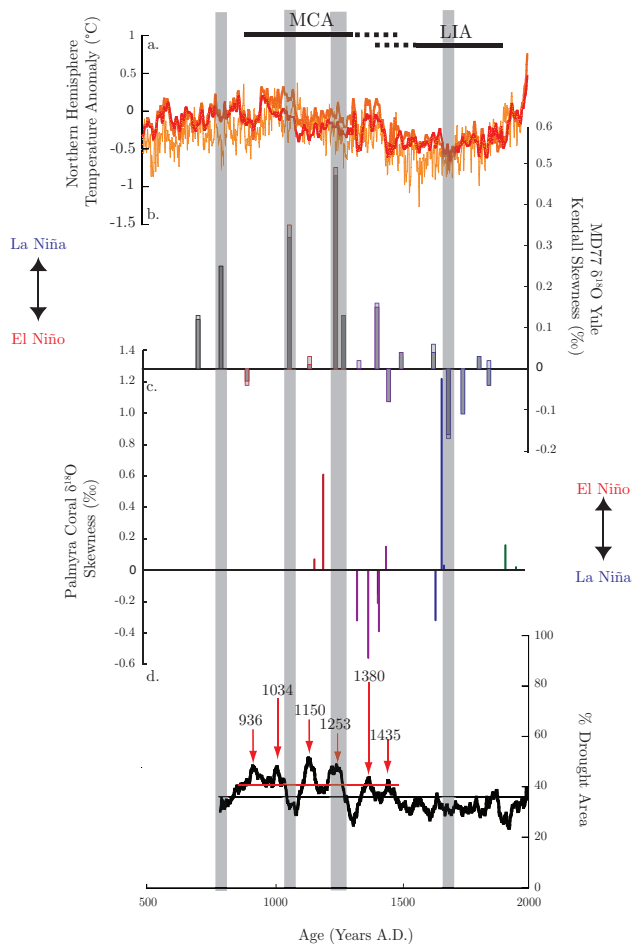 MCA
LIA
Northern Hemisphere
Temperature Anomaly (°C)
1
0.5
0
-0.5
-1
-1.5
a.
b.
0.6
0.5
0.4
0.3
0.2
0.1
0
-0.1
-0.2
MD77 δ¹⁸O Yule
Kendall Skewness (‰)
La Niña
El Niño
1.4
1.2
1.0
0.8
0.6
0.4
0.2
0
-0.2
-0.4
-0.6
c.
Palmyra Coral δ¹⁸O
Skewness (‰)
El Niño
La Niña
d.
936
1034
1150
1253
1380
1435
100
80
60
40
20
0
% Drought Area
500
1000
1500
2000
Age (Years A.D.)